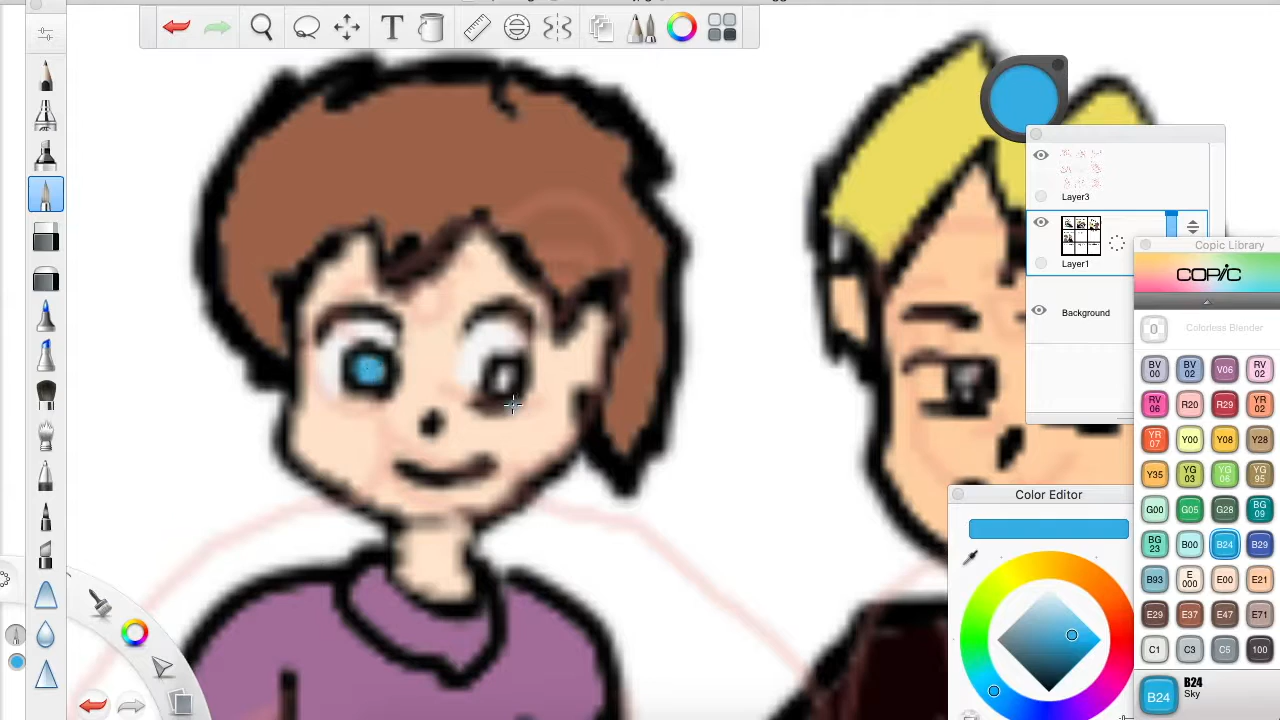 T
Layer3
Layer1
Background
Copic Library
COPIC
0
Colorless Blender
BV
00
BV
02
V06
RV
02
RV
06
R20
R29
YR
02
YR
07
Y00
Y08
Y28
Y35
YG
03
YG
06
YG
95
G00
G05
G28
BG
09
BG
23
B00
B24
B29
B93
E
000
E00
E21
E29
E37
E47
E71
C1
C3
C5
100
B24
B24
Sky
Color Editor